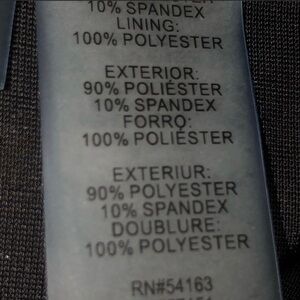 10% SPANDEX
LINING:
100% POLYESTER
EXTERIOR:
90% POLIÉSTER
10% SPANDEX
FORRO:
100% POLIÉSTER
EXTERIUR:
90% POLYESTER
10% SPANDEX
DOUBLURE:
100% POLYESTER
RN#54163